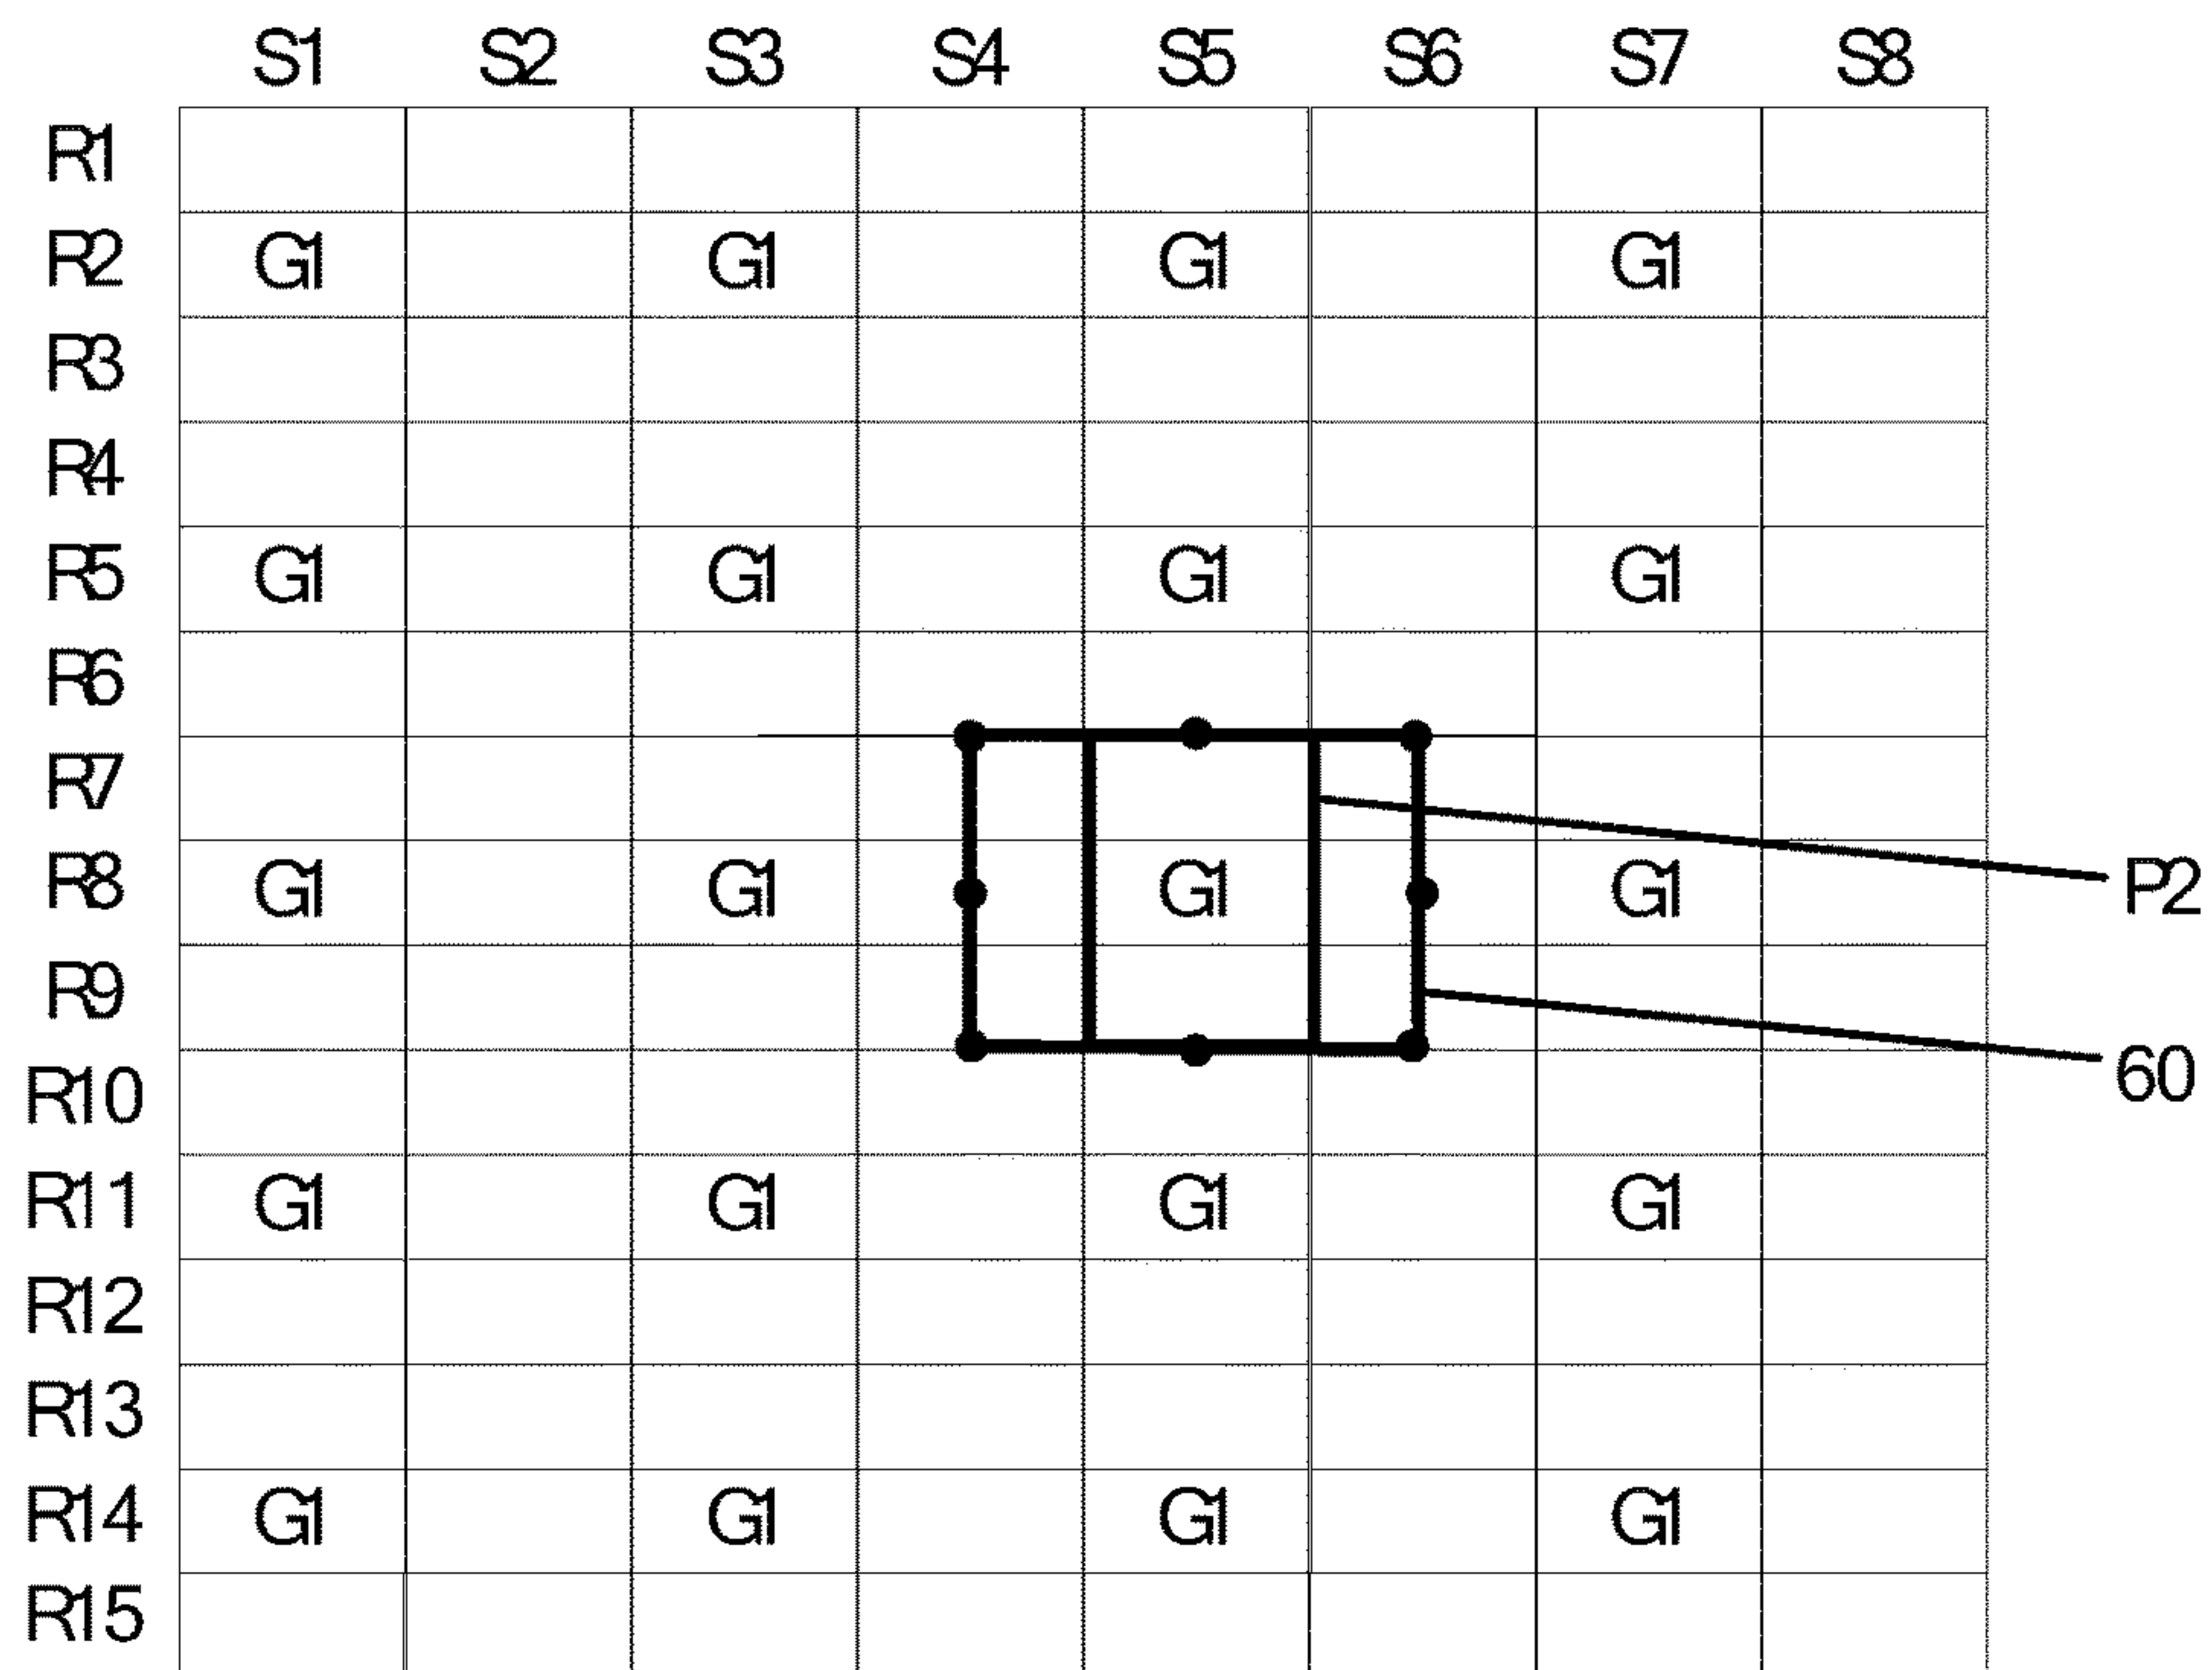 S1 S2 S3 S4 S5 S6 S7 S8
R1
R2 G1 G1 G1 G1
R3
R4
R5 G1 G1 G1 G1
R6
R7
R8 G1 G1 G1 G1 P2
R9
60
R10
R11 G1 G1 G1 G1
R12
R13
R14 G1 G1 G1 G1
R15